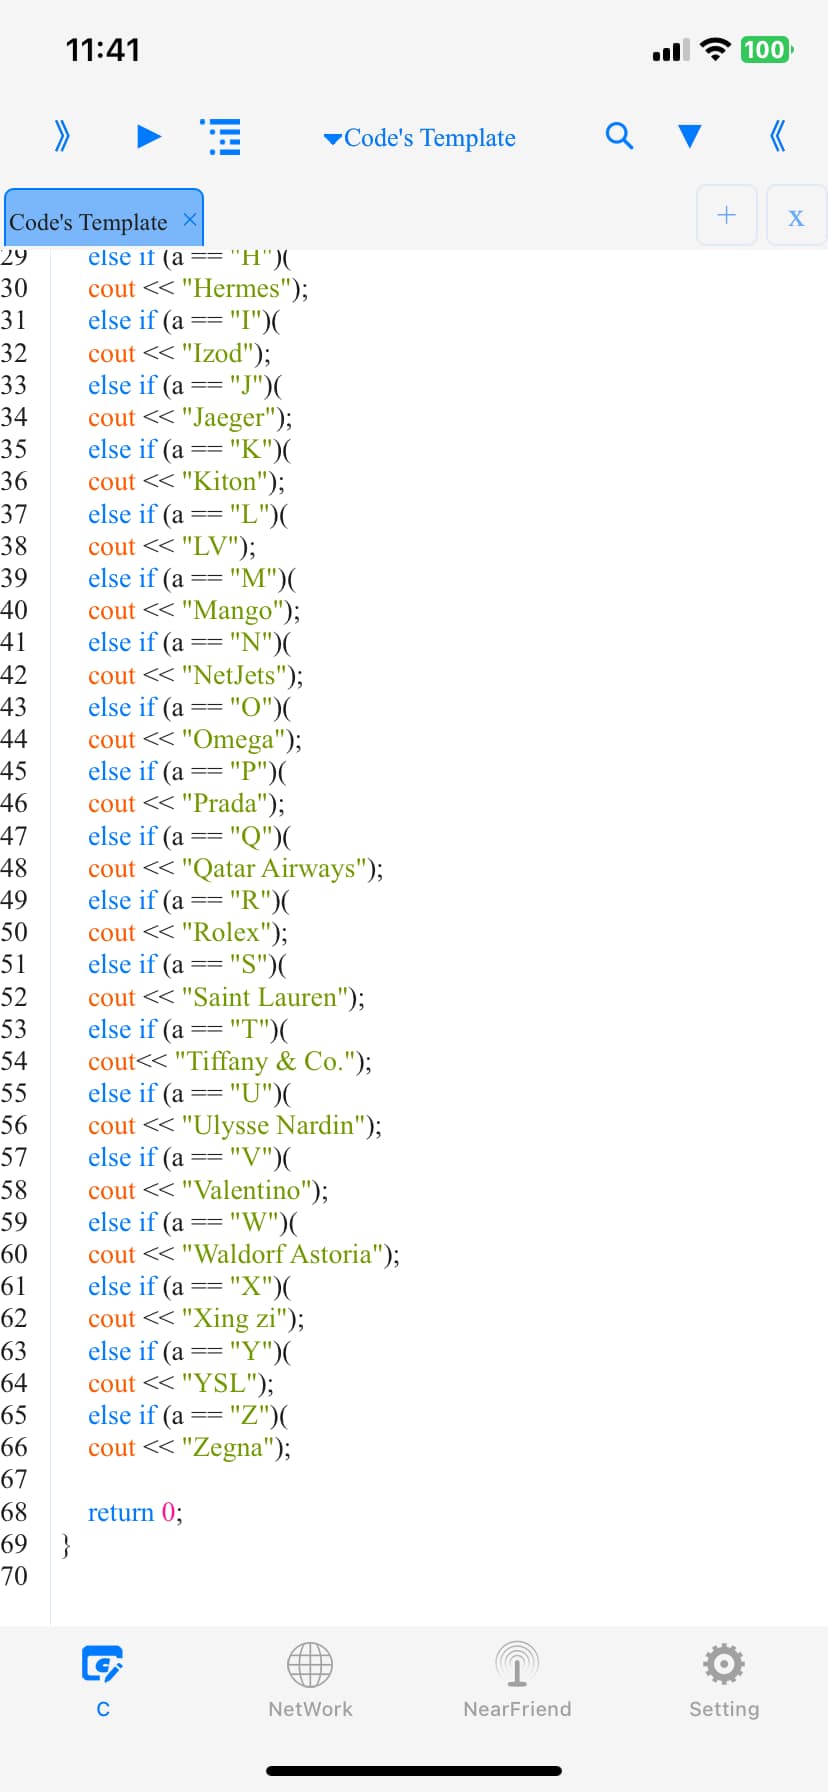 11:41
100
Code's Template
Code's Template ×
+
x
29 else if (a == "H")(
30 cout << "Hermes");
31 else if (a == "I")(
32 cout << "Izod");
33 else if (a == "J")(
34 cout << "Jaeger");
35 else if (a == "K")(
36 cout << "Kiton");
37 else if (a == "L")(
38 cout << "LV");
39 else if (a == "M")(
40 cout << "Mango");
41 else if (a == "N")(
42 cout << "NetJets");
43 else if (a == "O")(
44 cout << "Omega");
45 else if (a == "P")(
46 cout << "Prada");
47 else if (a == "Q")(
48 cout << "Qatar Airways");
49 else if (a == "R")(
50 cout << "Rolex");
51 else if (a == "S")(
52 cout << "Saint Lauren");
53 else if (a == "T")(
54 cout<< "Tiffany & Co.");
55 else if (a == "U")(
56 cout << "Ulysse Nardin");
57 else if (a == "V")(
58 cout << "Valentino");
59 else if (a == "W")(
60 cout << "Waldorf Astoria");
61 else if (a == "X")(
62 cout << "Xing zi");
63 else if (a == "Y")(
64 cout << "YSL");
65 else if (a == "Z")(
66 cout << "Zegna");
67
68 return 0;
69 }
70
C
NetWork
NearFriend
Setting